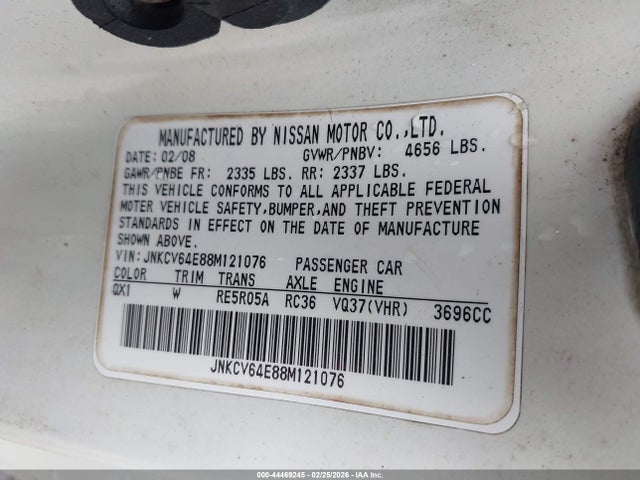 MANUFACTURED BY NISSAN MOTOR CO.,LTD.
DATE: 02/08 GVWR/PNBV: 4656 LBS.
GAWR/PNBE FR: 2335 LBS. RR: 2337 LBS.
THIS VEHICLE CONFORMS TO ALL APPLICABLE FEDERAL
MOTER VEHICLE SAFETY,BUMPER,AND THEFT PREVENTION
STANDARDS IN EFFECT ON THE DATE OF MANUFACTURE
SHOWN ABOVE.
VIN: JNKCV64E88M121076 PASSENGER CAR
COLOR TRIM TRANS AXLE ENGINE
QX1 W RE5R05A RC36 VQ37(VHR) 3696CC
JNKCV64E88M121076
000-44469245 - 02/25/2026 - IAA Inc.